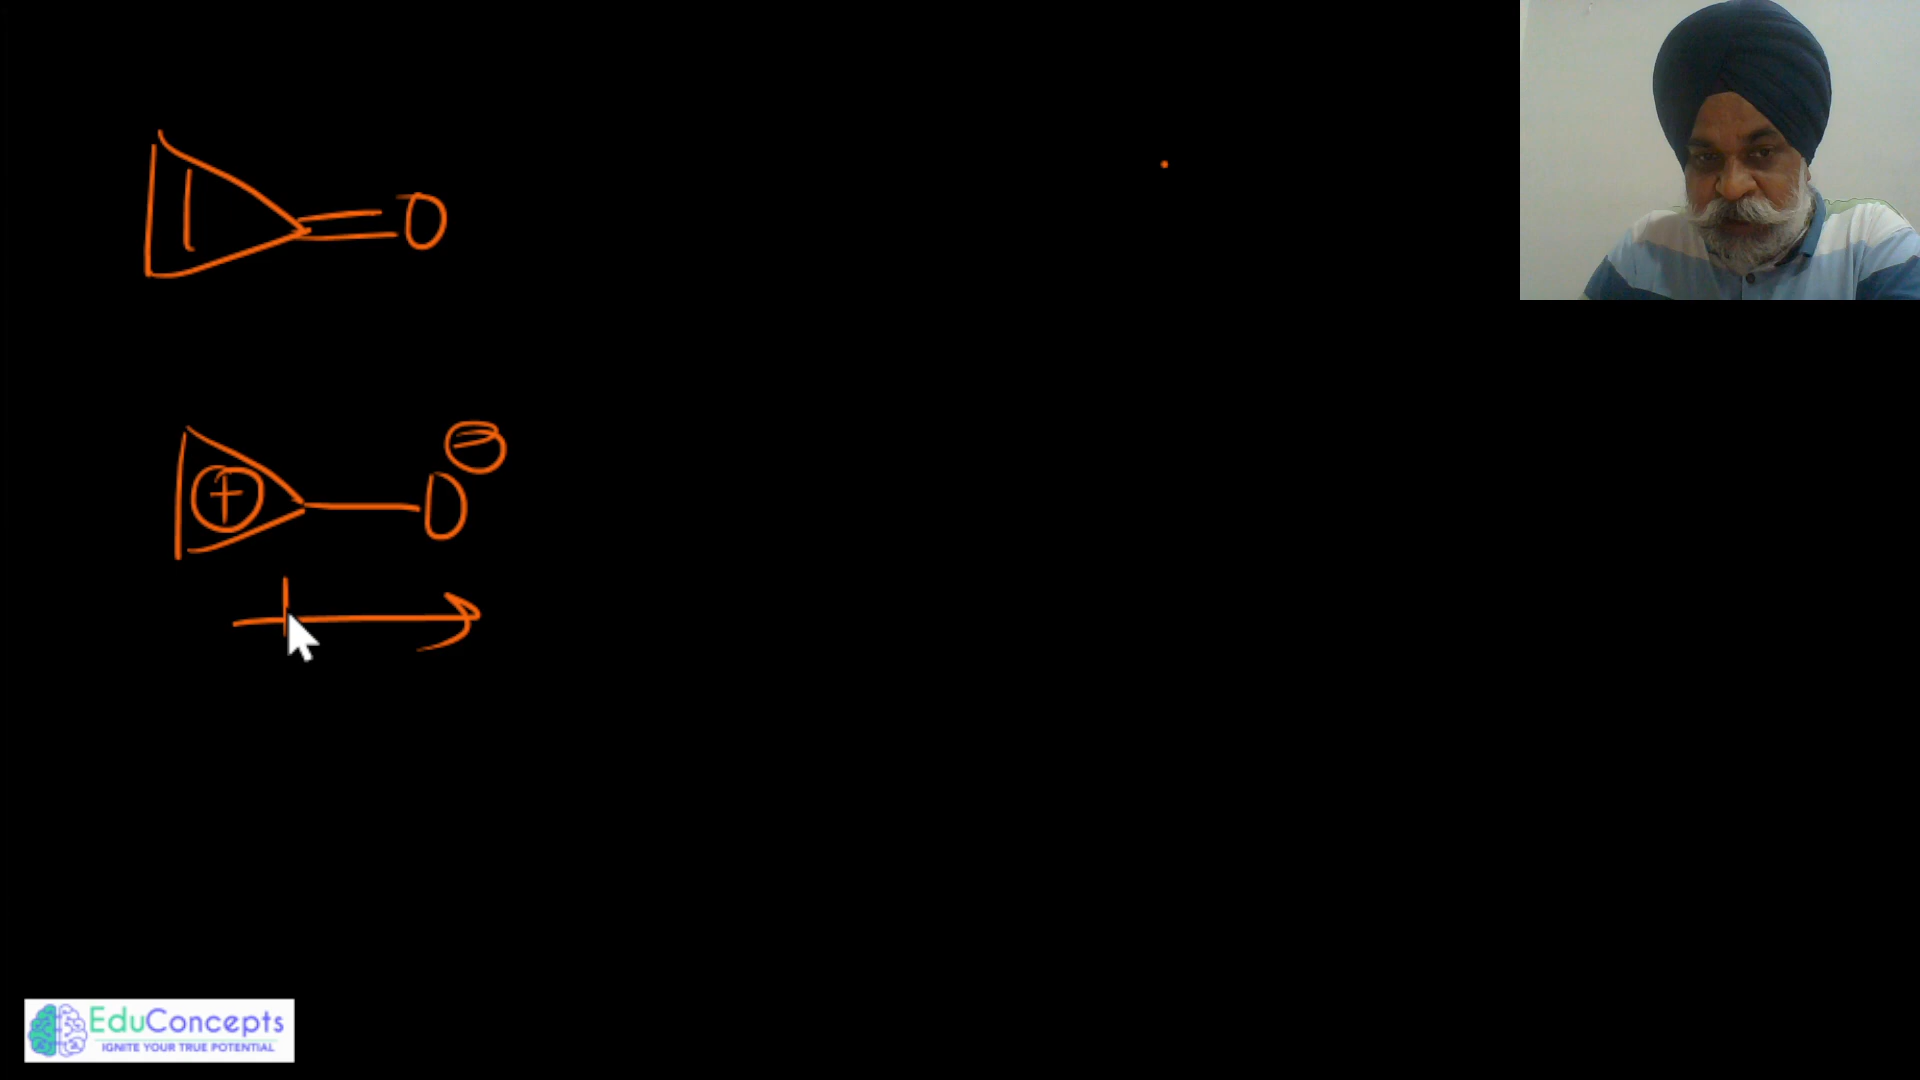 O
⊖
⊕ O
EduConcepts
IGNITE YOUR TRUE POTENTIAL